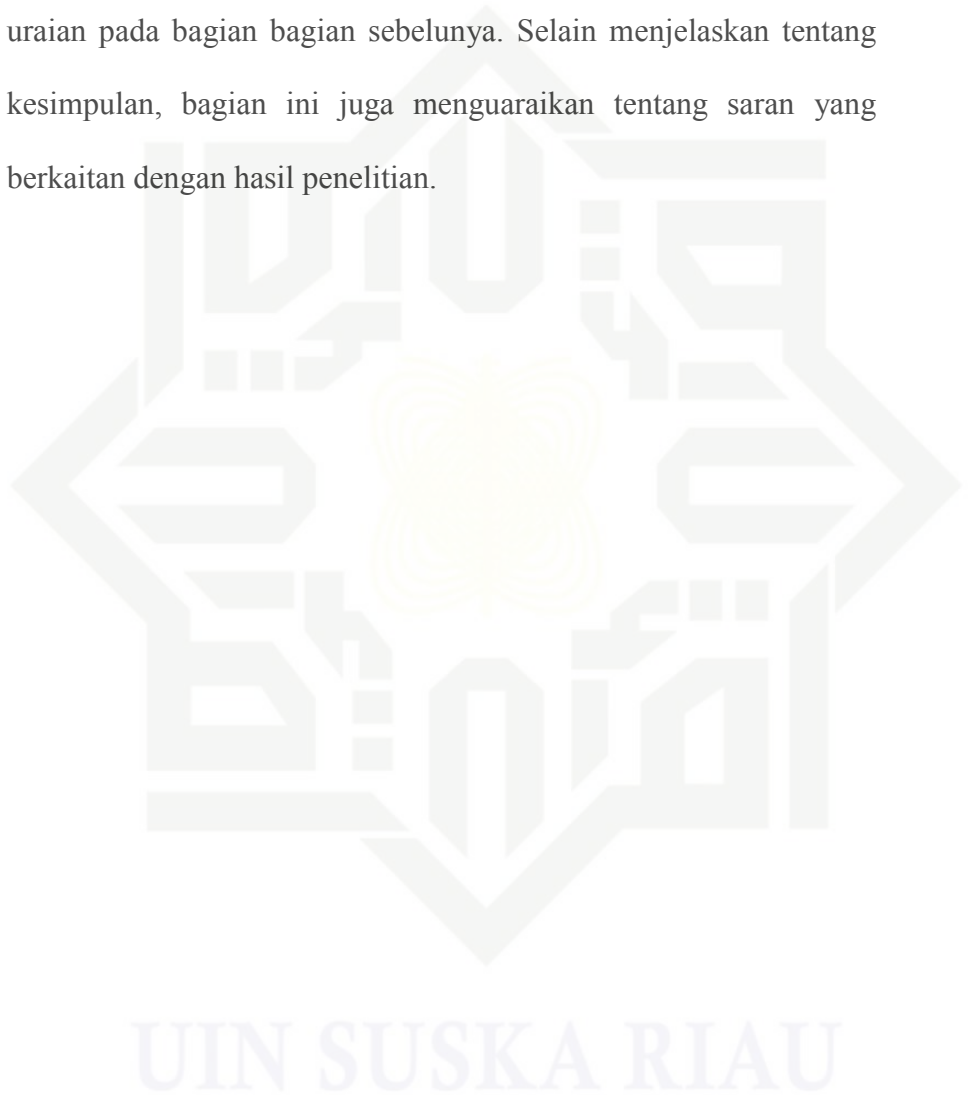 uraian pada bagian bagian sebelunya. Selain menjelaskan tentang
kesimpulan, bagian ini juga menguaraikan tentang saran yang
berkaitan dengan hasil penelitian.
UIN SUSKA RIAU